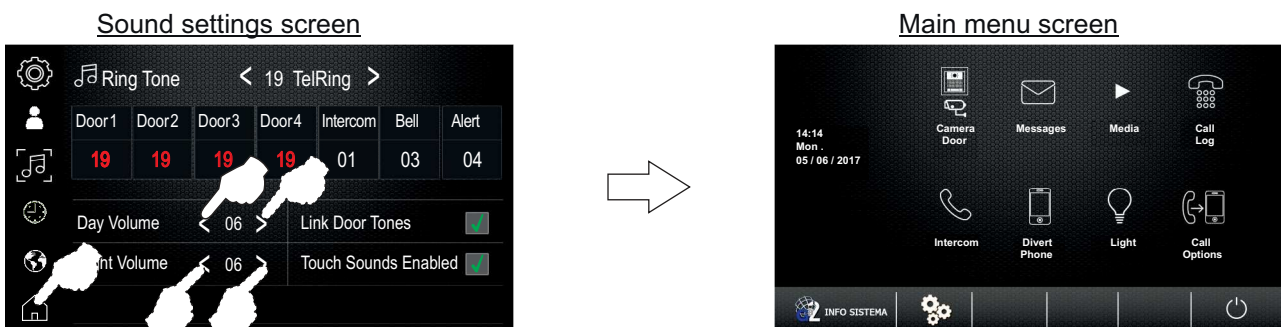 Sound settings screen
Ring Tone < 19 TelRing >
Door1 Door2 Door3 Door4 Intercom Bell Alert
19 19 19 19 01 03 04
Day Volume < 06 > Link Door Tones
Volume < 06 > Touch Sounds Enabled
Main menu screen
14:14
Mon .
05 / 06 / 2017
Camera
Door
Messages
Media
Call
Log
Intercom
Divert
Phone
Light
Call
Options
INFO SISTEMA